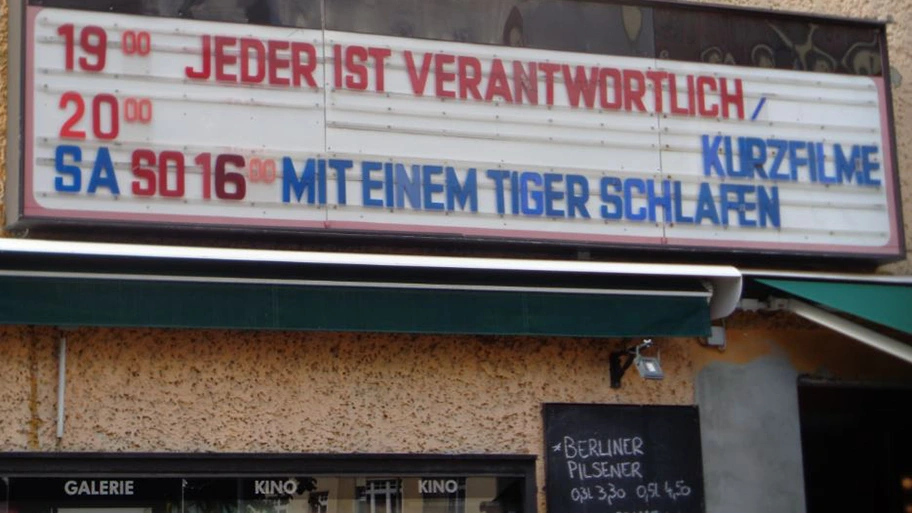 19 00 JEDER IST VERANTWORTLICH /
20 00 KURZFILME
SA SO 16 00 MIT EINEM TIGER SCHLAFEN
BERLINER
PILSENER
0,3L 3,30 0,5L 4,50
GALERIE KINO KINO